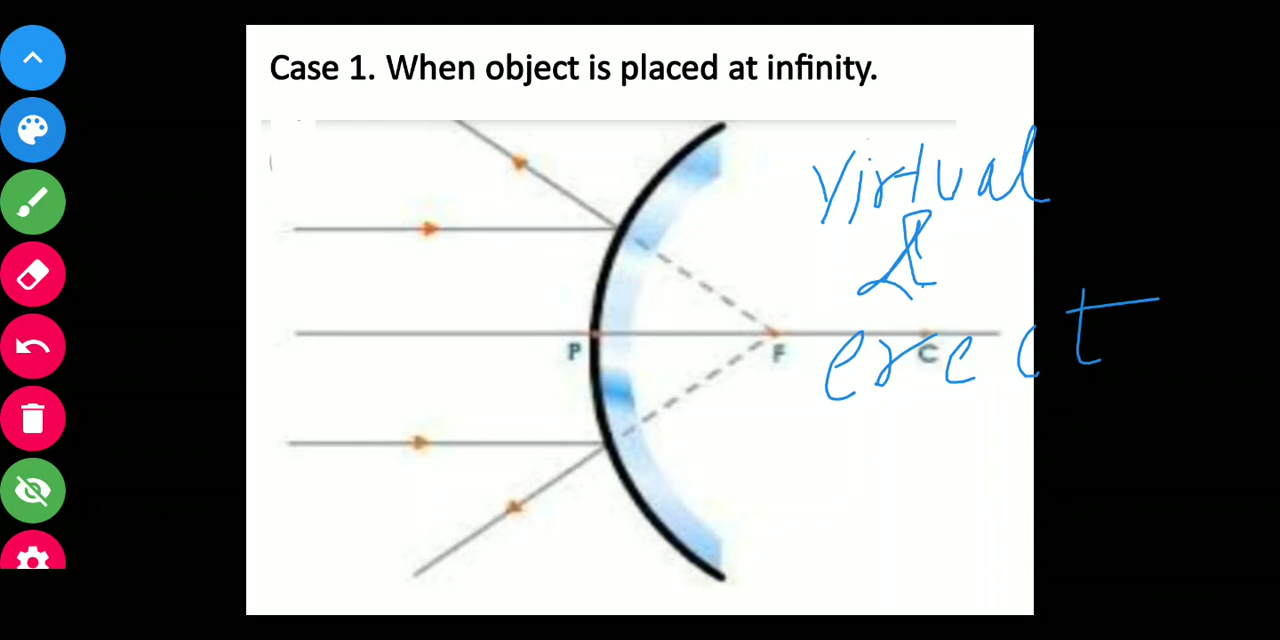 Case 1. When object is placed at infinity.
virtual
&
P
F
C
erect